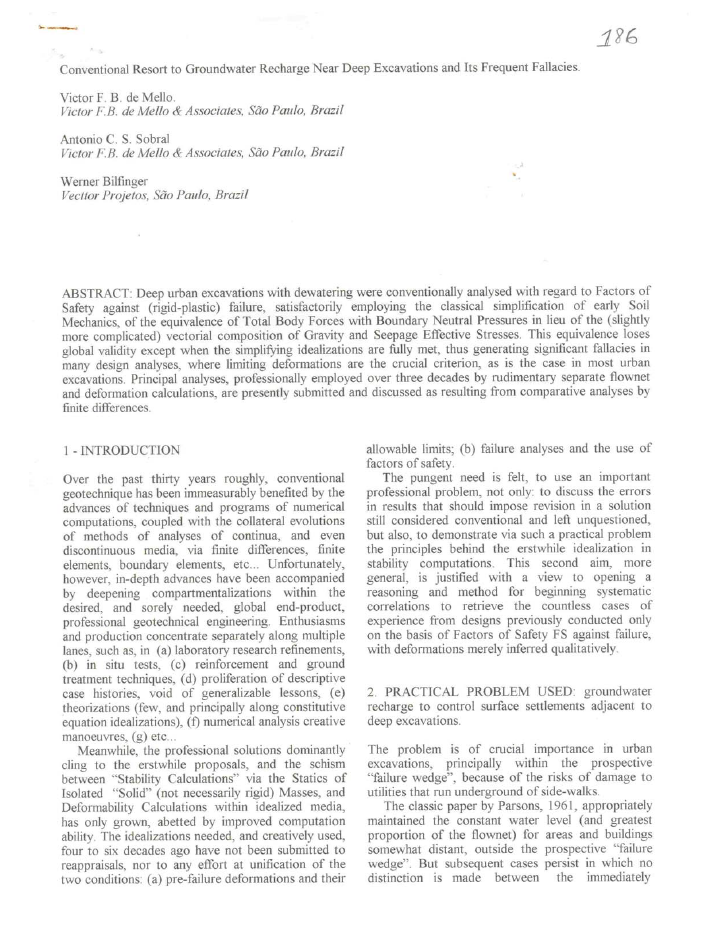 186
Conventional Resort to Groundwater Recharge Near Deep Excavations and Its Frequent Fallacies.
Victor F. B. de Mello.
Victor F.B. de Mello & Associates, São Paulo, Brazil
Antonio C. S. Sobral
Victor F.B. de Mello & Associates, São Paulo, Brazil
Werner Bilfinger
Vecttor Projetos, São Paulo, Brazil
ABSTRACT: Deep urban excavations with dewatering were conventionally analysed with regard to Factors of
Safety against (rigid-plastic) failure, satisfactorily employing the classical simplification of early Soil
Mechanics, of the equivalence of Total Body Forces with Boundary Neutral Pressures in lieu of the (slightly
more complicated) vectorial composition of Gravity and Seepage Effective Stresses. This equivalence loses
global validity except when the simplifying idealizations are fully met, thus generating significant fallacies in
many design analyses, where limiting deformations are the crucial criterion, as is the case in most urban
excavations. Principal analyses, professionally employed over three decades by rudimentary separate flownet
and deformation calculations, are presently submitted and discussed as resulting from comparative analyses by
finite differences.
1 - INTRODUCTION
Over the past thirty years roughly, conventional
geotechnique has been immeasurably benefited by the
advances of techniques and programs of numerical
computations, coupled with the collateral evolutions
of methods of analyses of continua, and even
discontinuous media, via finite differences, finite
elements, boundary elements, etc... Unfortunately,
however, in-depth advances have been accompanied
by deepening compartmentalizations within the
desired, and sorely needed, global end-product,
professional geotechnical engineering. Enthusiasms
and production concentrate separately along multiple
lanes, such as, in (a) laboratory research refinements,
(b) in situ tests, (c) reinforcement and ground
treatment techniques, (d) proliferation of descriptive
case histories, void of generalizable lessons, (e)
theorizations (few, and principally along constitutive
equation idealizations), (f) numerical analysis creative
manoeuvres, (g) etc...
Meanwhile, the professional solutions dominantly
cling to the erstwhile proposals, and the schism
between "Stability Calculations" via the Statics of
Isolated "Solid" (not necessarily rigid) Masses, and
Deformability Calculations within idealized media,
has only grown, abetted by improved computation
ability. The idealizations needed, and creatively used,
four to six decades ago have not been submitted to
reappraisals, nor to any effort at unification of the
two conditions: (a) pre-failure deformations and their
allowable limits; (b) failure analyses and the use of
factors of safety.
The pungent need is felt, to use an important
professional problem, not only: to discuss the errors
in results that should impose revision in a solution
still considered conventional and left unquestioned,
but also, to demonstrate via such a practical problem
the principles behind the erstwhile idealization in
stability computations. This second aim, more
general, is justified with a view to opening a
reasoning and method for beginning systematic
correlations to retrieve the countless cases of
experience from designs previously conducted only
on the basis of Factors of Safety FS against failure,
with deformations merely inferred qualitatively.
2. PRACTICAL PROBLEM USED: groundwater
recharge to control surface settlements adjacent to
deep excavations.
The problem is of crucial importance in urban
excavations, principally within the prospective
"failure wedge", because of the risks of damage to
utilities that run underground of side-walks.
The classic paper by Parsons, 1961, appropriately
maintained the constant water level (and greatest
proportion of the flownet) for areas and buildings
somewhat distant, outside the prospective "failure
wedge". But subsequent cases persist in which no
distinction is made between the immediately